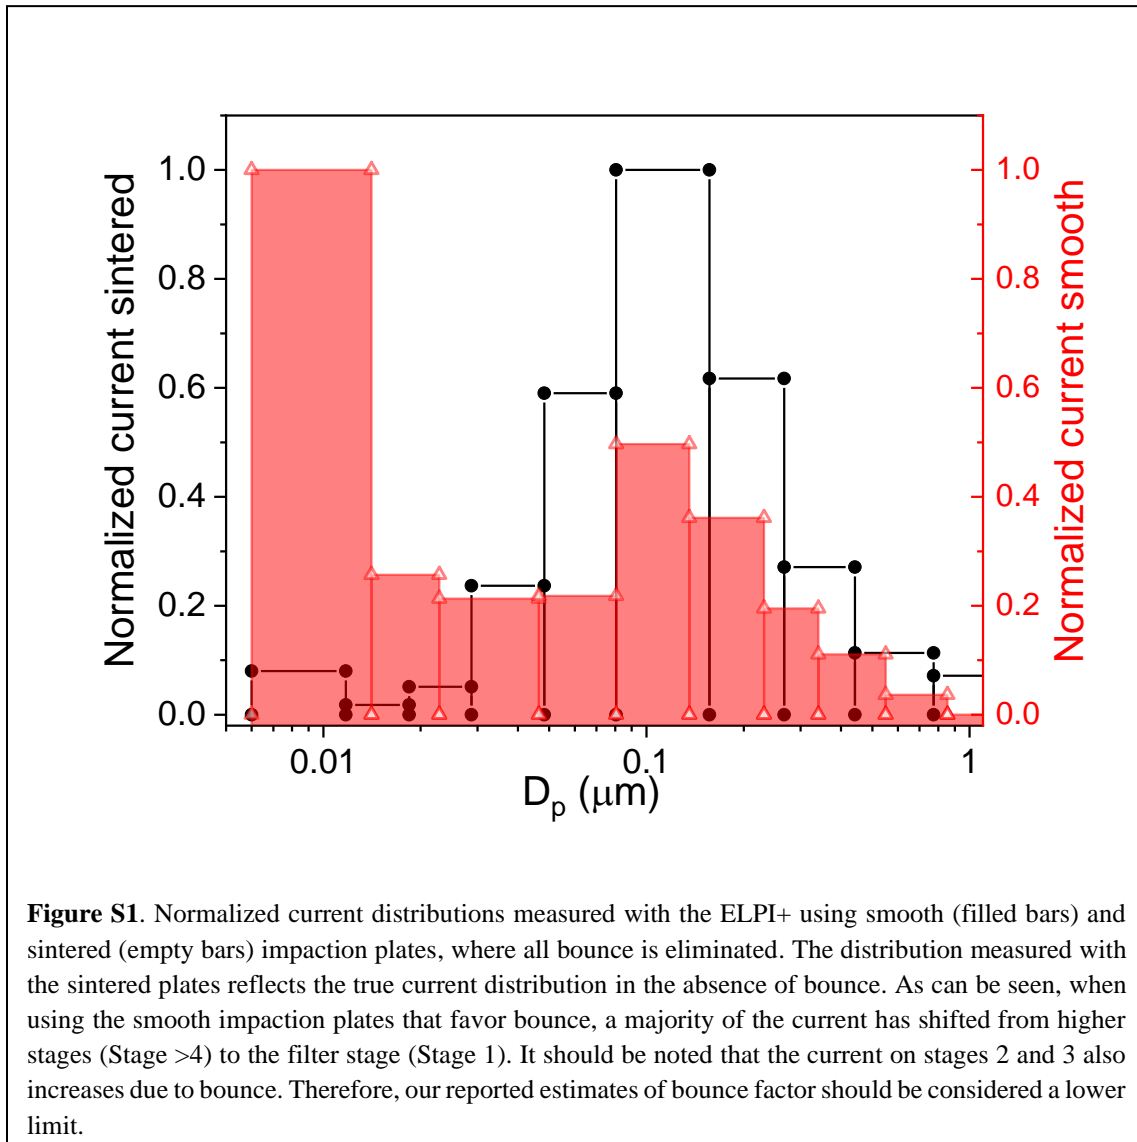 Normalized current sintered
1.0
0.8
0.6
0.4
0.2
0.0
1.0
0.8
0.6
0.4
0.2
0.0
Normalized current smooth
0.01
0.1
1
Dp (μm)
Figure S1. Normalized current distributions measured with the ELPI+ using smooth (filled bars) and
sintered (empty bars) impaction plates, where all bounce is eliminated. The distribution measured with
the sintered plates reflects the true current distribution in the absence of bounce. As can be seen, when
using the smooth impaction plates that favor bounce, a majority of the current has shifted from higher
stages (Stage >4) to the filter stage (Stage 1). It should be noted that the current on stages 2 and 3 also
increases due to bounce. Therefore, our reported estimates of bounce factor should be considered a lower
limit.